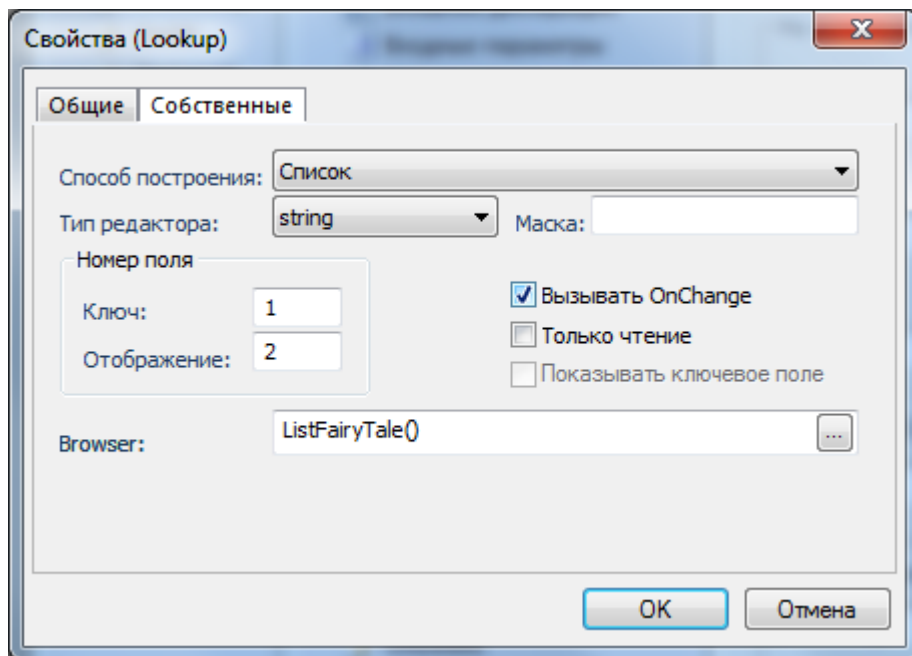 Свойства (Lookup)
Общие Собственные
Способ построения: Список
Тип редактора: string Маска:
Номер поля
Ключ: 1
Вызывать OnChange
Отображение: 2
Только чтение
Показывать ключевое поле
Browser: ListFairyTale() ...
OK Отмена